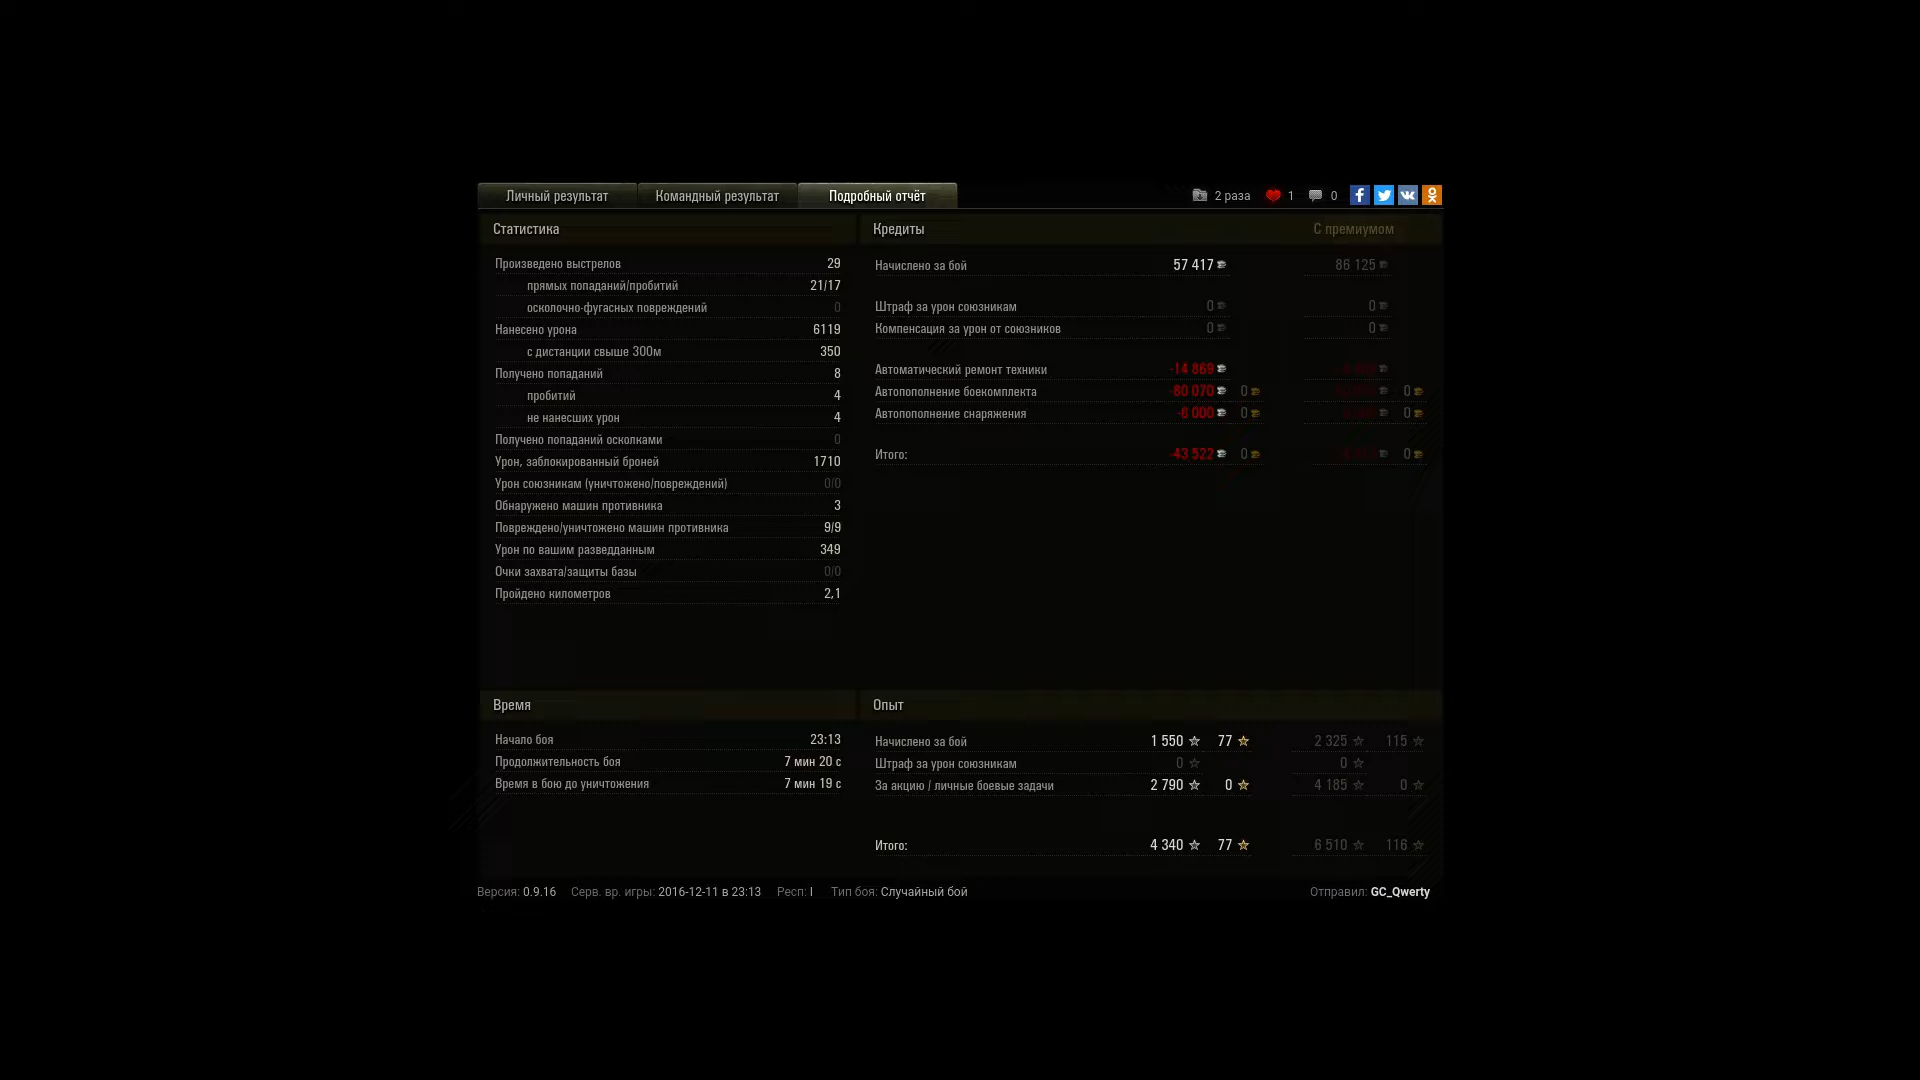 Личный результат Командный результат Подробный отчёт 2 раза 1 0
Статистика
Произведено выстрелов 29
прямых попаданий/пробитий 21/17
осколочно-фугасных повреждений 0
Нанесено урона 6119
с дистанции свыше 300м 350
Получено попаданий 8
пробитий 4
не нанесших урон 4
Получено попаданий осколками 0
Урон, заблокированный броней 1710
Урон союзникам (уничтожено/повреждений) 0/0
Обнаружено машин противника 3
Повреждено/уничтожено машин противника 9/9
Урон по вашим разведданным 349
Очки захвата/защиты базы 0/0
Пройдено километров 2,1
Кредиты С премиумом
Начислено за бой 57 417 86 125
Штраф за урон союзникам 0 0
Компенсация за урон от союзников 0 0
Автоматический ремонт техники -14 869
Автопополнение боекомплекта -80 070 0 0
Автопополнение снаряжения 0 0
Итого: -43 522 0 0
Время
Начало боя 23:13
Продолжительность боя 7 мин 20 с
Время в бою до уничтожения 7 мин 19 с
Опыт
Начислено за бой 1 550 77 2 325 115
Штраф за урон союзникам 0 0
За акцию / личные боевые задачи 2 790 0 4 185 0
Итого: 4 340 77 6 510 116
Версия: 0.9.16 Серв. вр. игры: 2016-12-11 в 23:13 Респ: I Тип боя: Случайный бой Отправил: GC_Qwerty